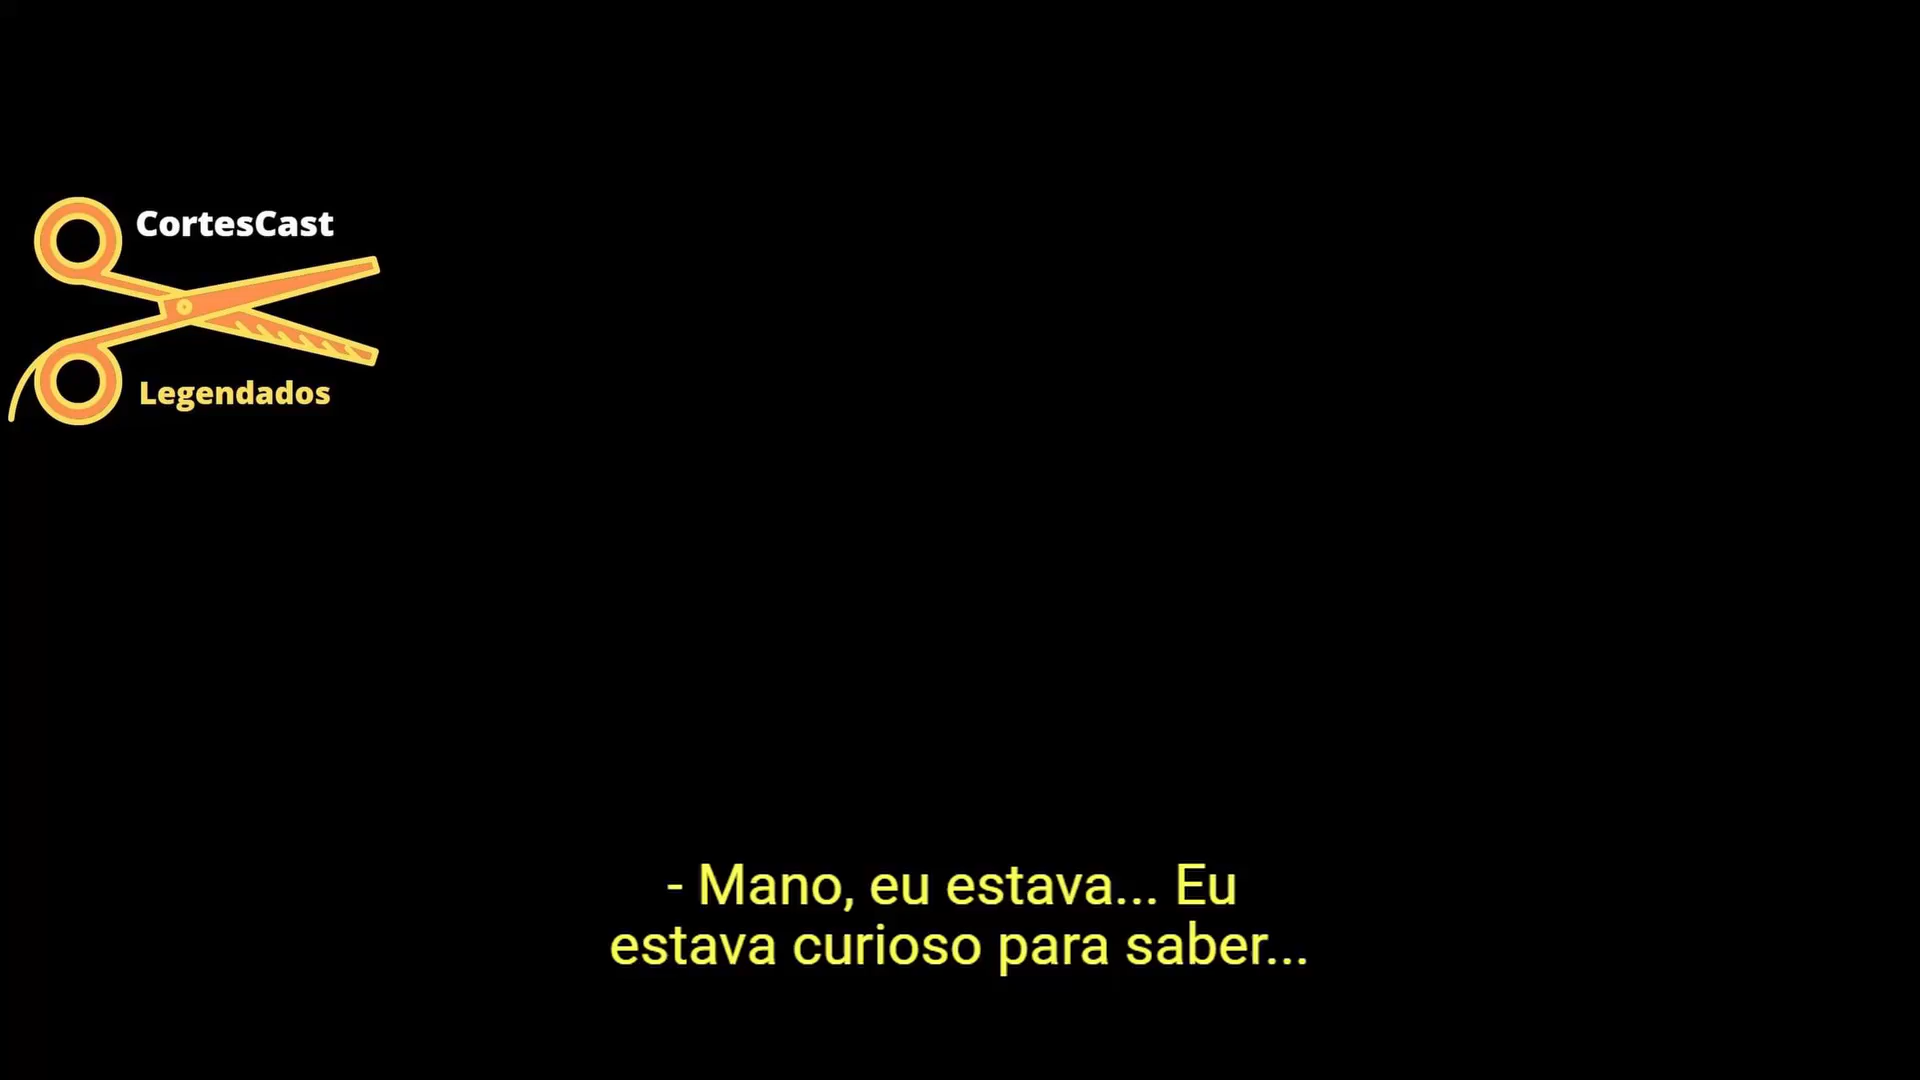 CortesCast
Legendados
- Mano, eu estava... Eu
estava curioso para saber...